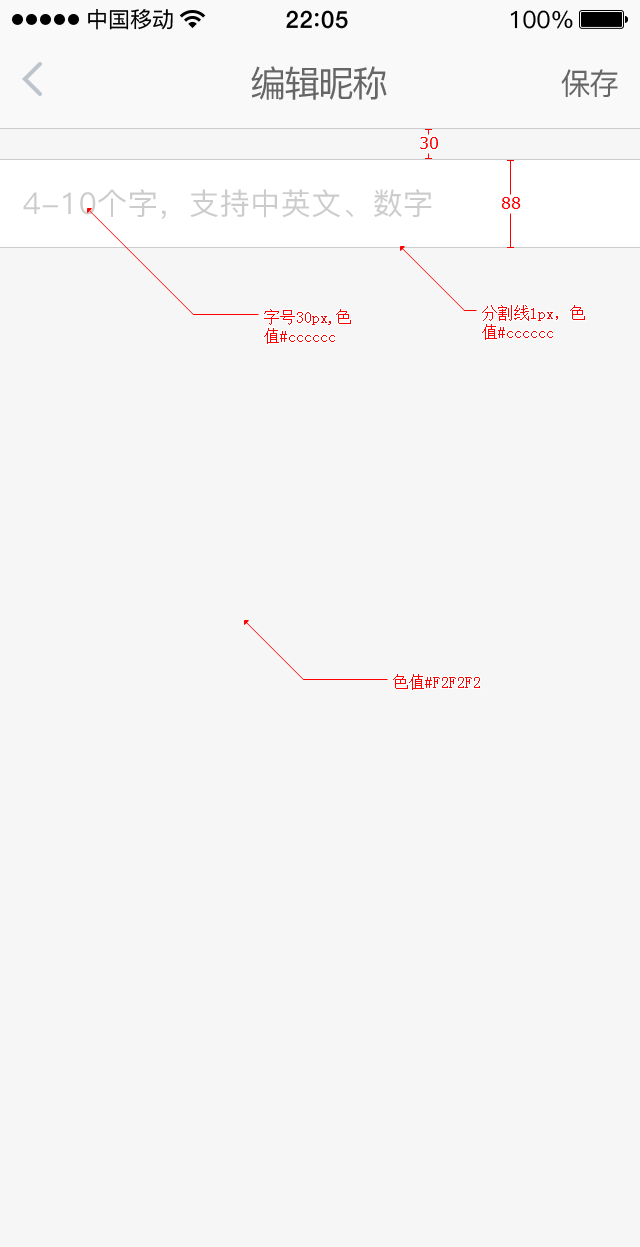 中国移动 22:05 100%
编辑昵称 保存
30
4-10个字，支持中英文、数字 88
字号30px,色
值#cccccc
分割线1px，色
值#cccccc
色值#F2F2F2